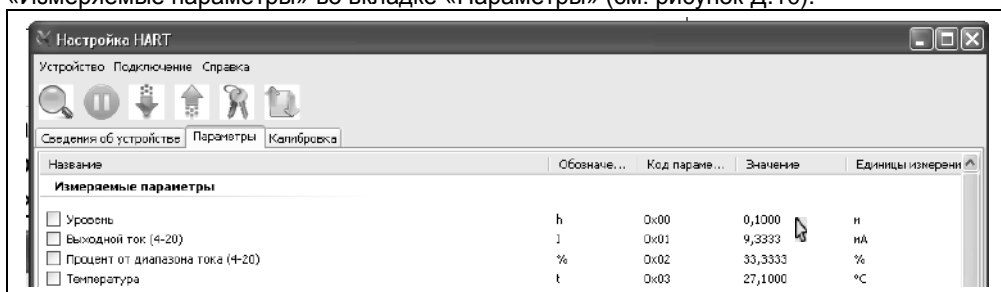 «Измеряемые параметры» во вкладке «Параметры» (см. рисунок Д.10).
Настройка HART
Устройство Подключение Справка
Сведения об устройстве Параметры Калибровка
Название Обозначе... Код параме... Значение Единицы измерени
Измеряемые параметры
Уровень h 0x00 0,1000 м
Выходной ток (4-20) I 0x01 9,3333 мА
Процент от диапазона тока (4-20) % 0x02 33,3333 %
Температура t 0x03 27,1000 °C